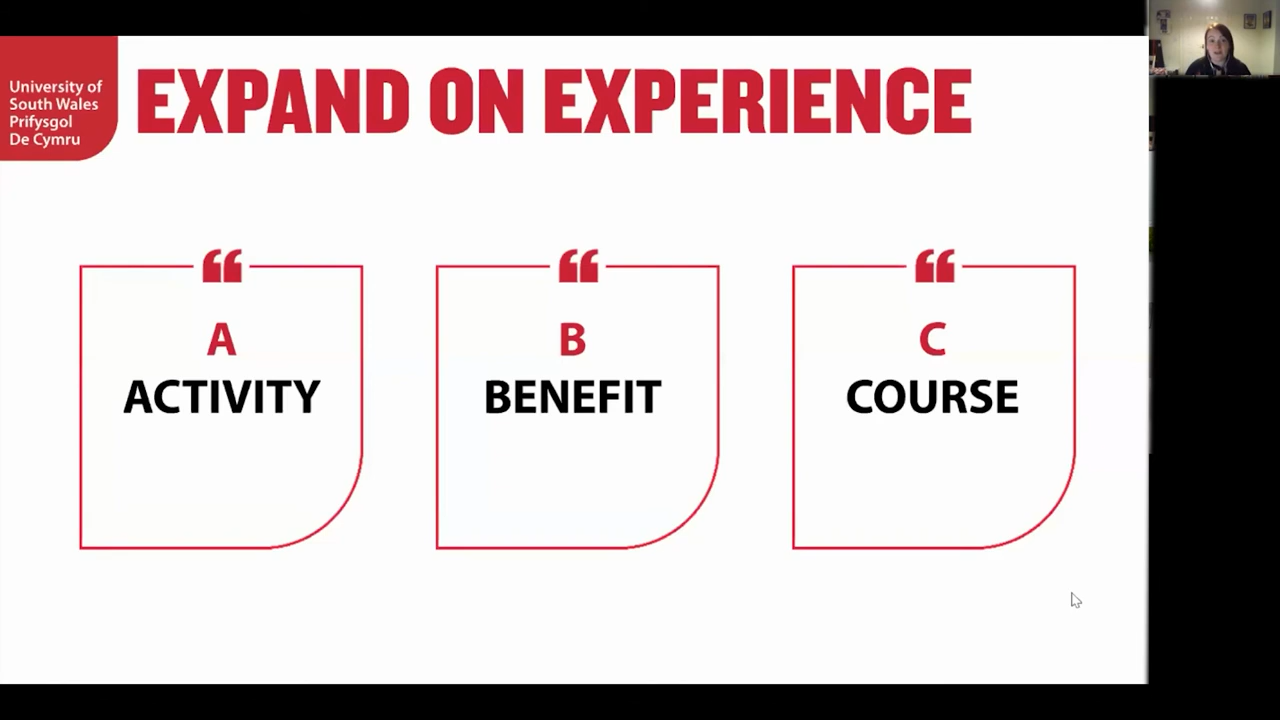 University of
South Wales
Prifysgol
De Cymru
EXPAND ON EXPERIENCE
A
ACTIVITY
B
BENEFIT
C
COURSE